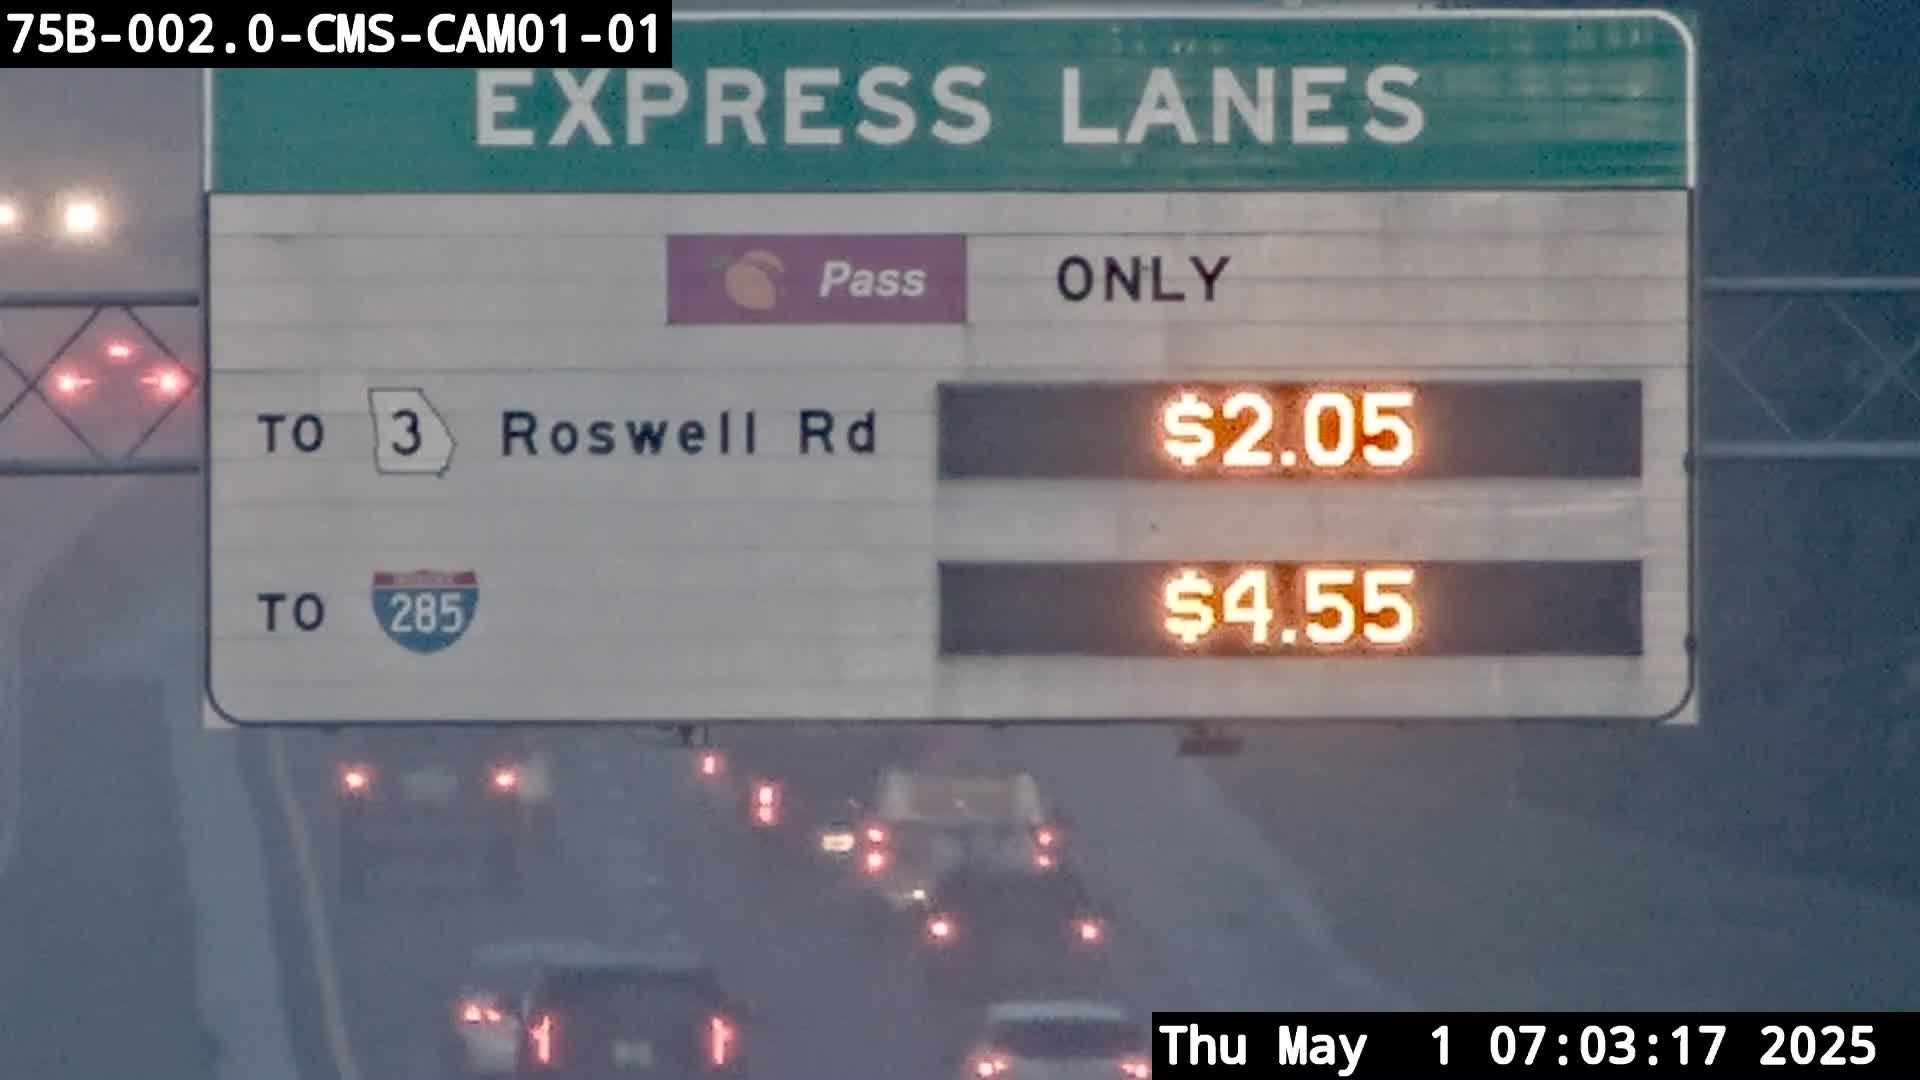 75B-002.0-CMS-CAM01-01
EXPRESS LANES
Pass ONLY
TO 3 Roswell Rd $2.05
TO 285 $4.55
Thu May 1 07:03:17 2025